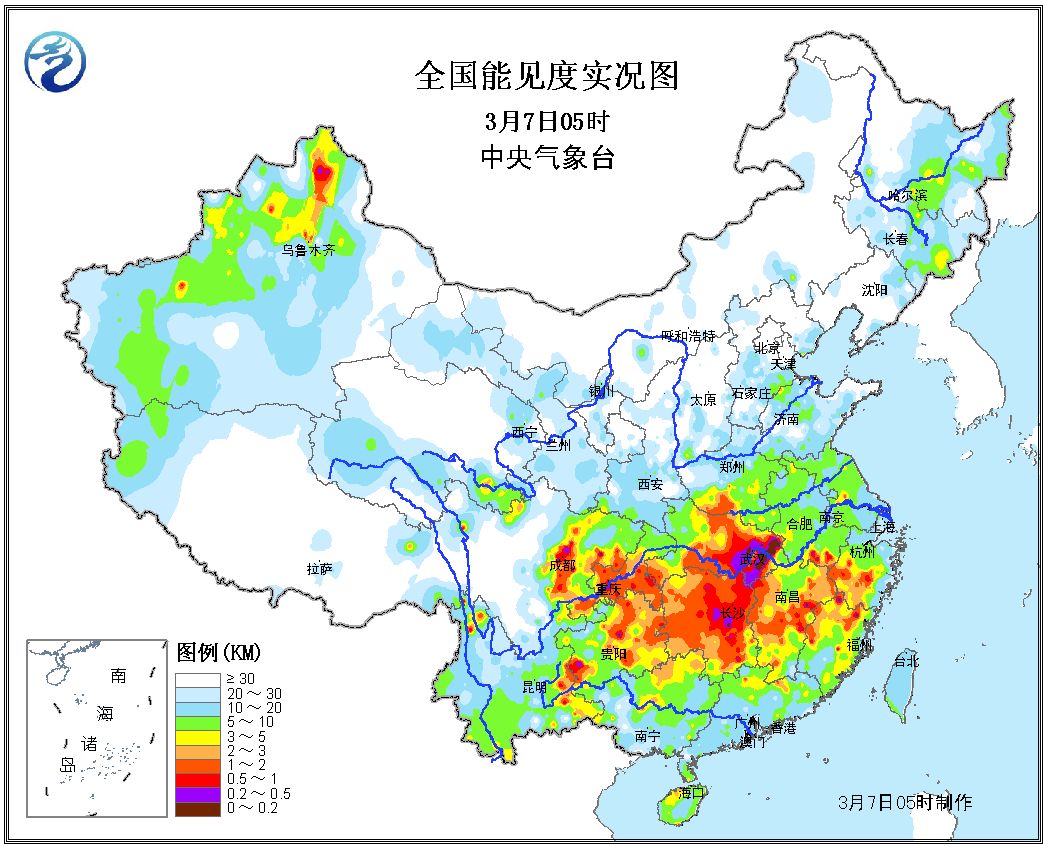 全国能见度实况图
3月7日05时
中央气象台
哈尔滨
长春
乌鲁木齐
沈阳
呼和浩特
北京
天津
银川
石家庄
太原
济南
西宁
兰州
郑州
西安
合肥
南京
上海
杭州
武汉
成都
拉萨
重庆
南昌
长沙
福州
贵阳
台北
昆明
广州
香港
南宁
澳门
海口
南
海
诸
岛
图例(KM)
≥30
20～30
10～20
5～10
3～5
2～3
1～2
0.5～1
0.2～0.5
0～0.2
3月7日05时制作